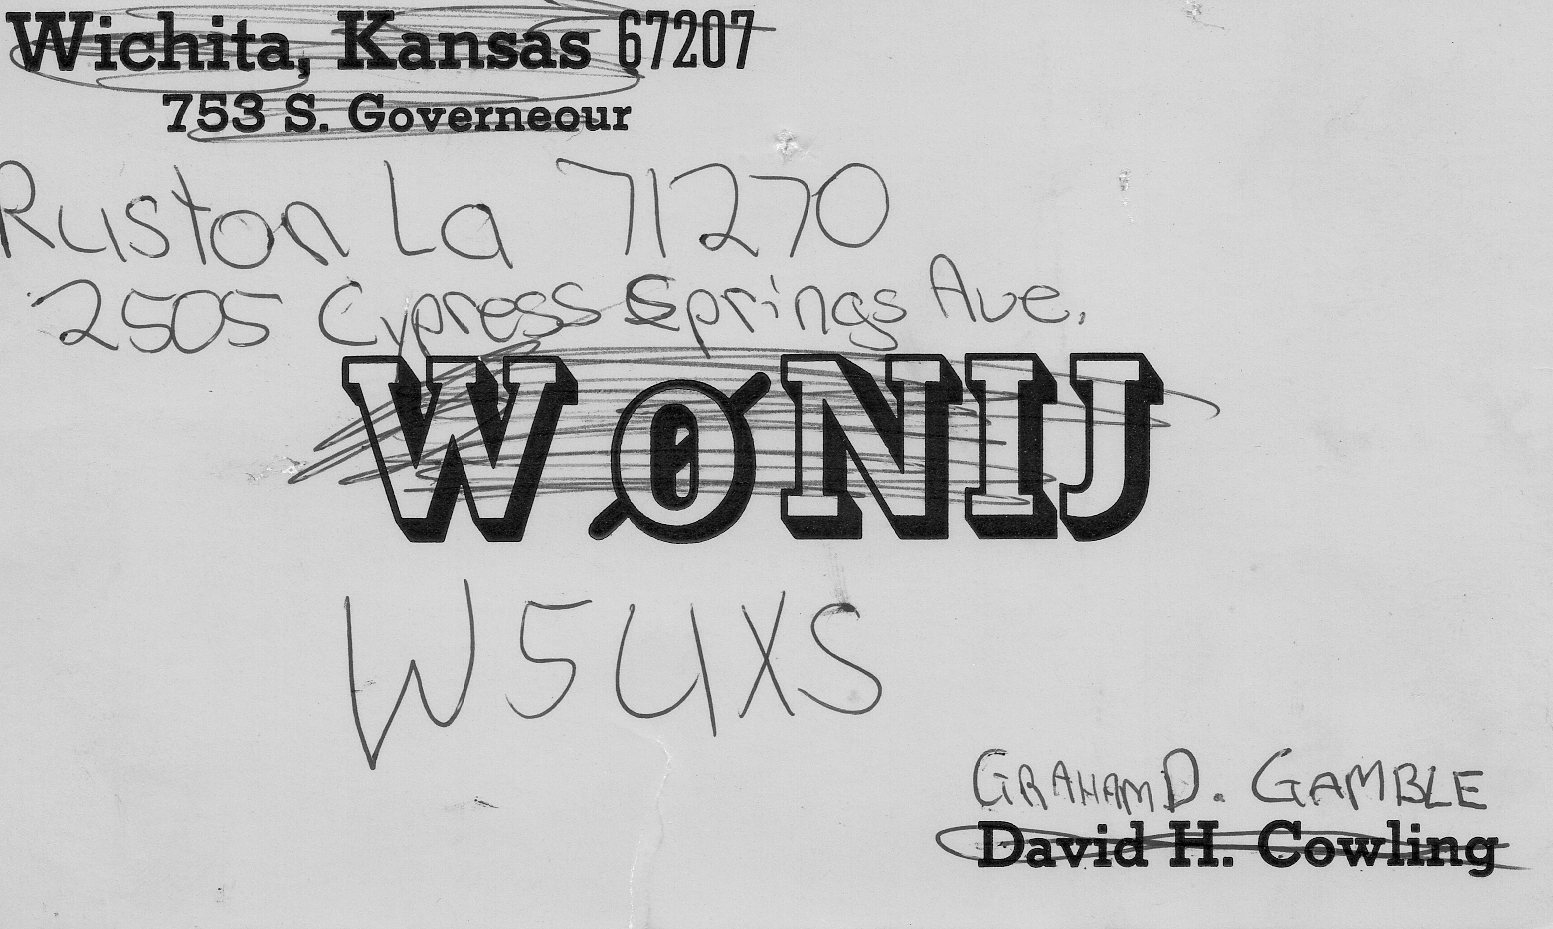 Wichita, Kansas 67207
753 S. Governeour
Ruston La 71270
2505 Cypress Springs Ave.
WØNIJ
W5UXS
GRAHAM D. GAMBLE
David H. Cowling